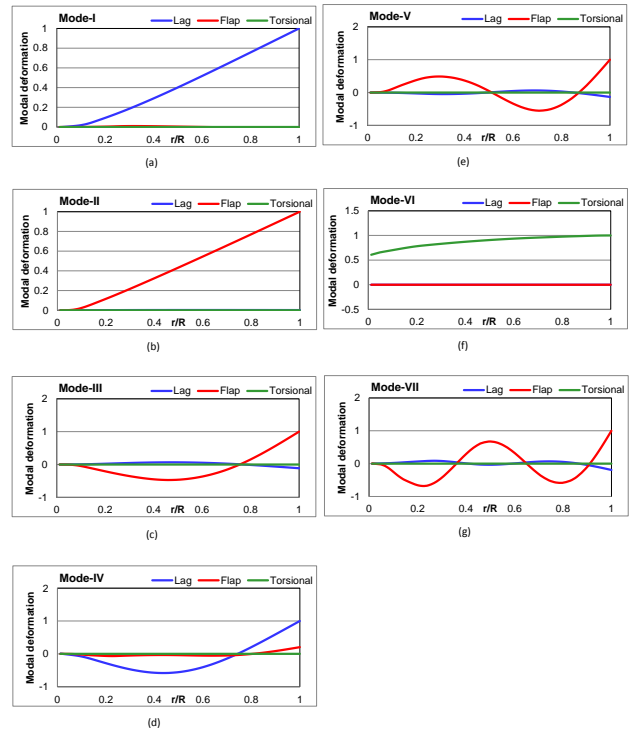 Mode-I Lag Flap Torsional
Modal deformation
1
0.8
0.6
0.4
0.2
0
0 0.2 0.4 r/R 0.6 0.8 1
(a)
Mode-II Lag Flap Torsional
Modal deformation
1
0.8
0.6
0.4
0.2
0
0 0.2 0.4 r/R 0.6 0.8 1
(b)
Mode-III Lag Flap Torsional
Modal deformation
2
1
0
-1
0 0.2 0.4 r/R 0.6 0.8 1
(c)
Mode-IV Lag Flap Torsional
Modal deformation
2
1
0
-1
0 0.2 0.4 r/R 0.6 0.8 1
(d)
Mode-V Lag Flap Torsional
Modal deformation
2
1
0
-1
0 0.2 0.4 r/R 0.6 0.8 1
(e)
Mode-VI Lag Flap Torsional
Modal deformation
1.5
1
0.5
0
-0.5
0 0.2 0.4 r/R 0.6 0.8 1
(f)
Mode-VII Lag Flap Torsional
Modal deformation
2
1
0
-1
0 0.2 0.4 r/R 0.6 0.8 1
(g)